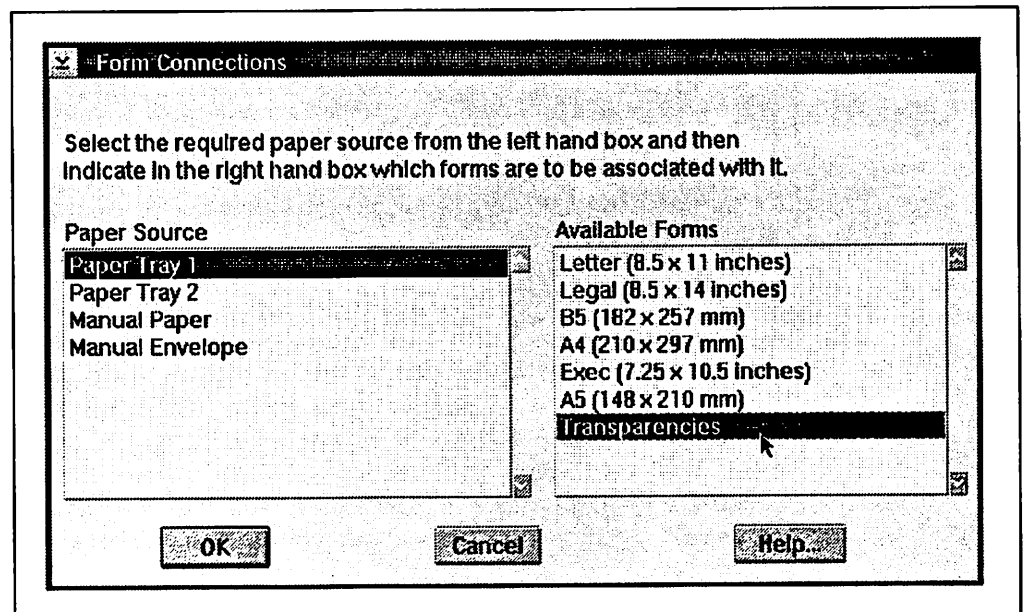 Form Connections
Select the required paper source from the left hand box and then
indicate in the right hand box which forms are to be associated with it.
Paper Source
Paper Tray 1
Paper Tray 2
Manual Paper
Manual Envelope
Available Forms
Letter (8.5 x 11 inches)
Legal (8.5 x 14 inches)
B5 (182 x 257 mm)
A4 (210 x 297 mm)
Exec (7.25 x 10.5 inches)
A5 (148 x 210 mm)
Transparencies
OK
Cancel
Help...